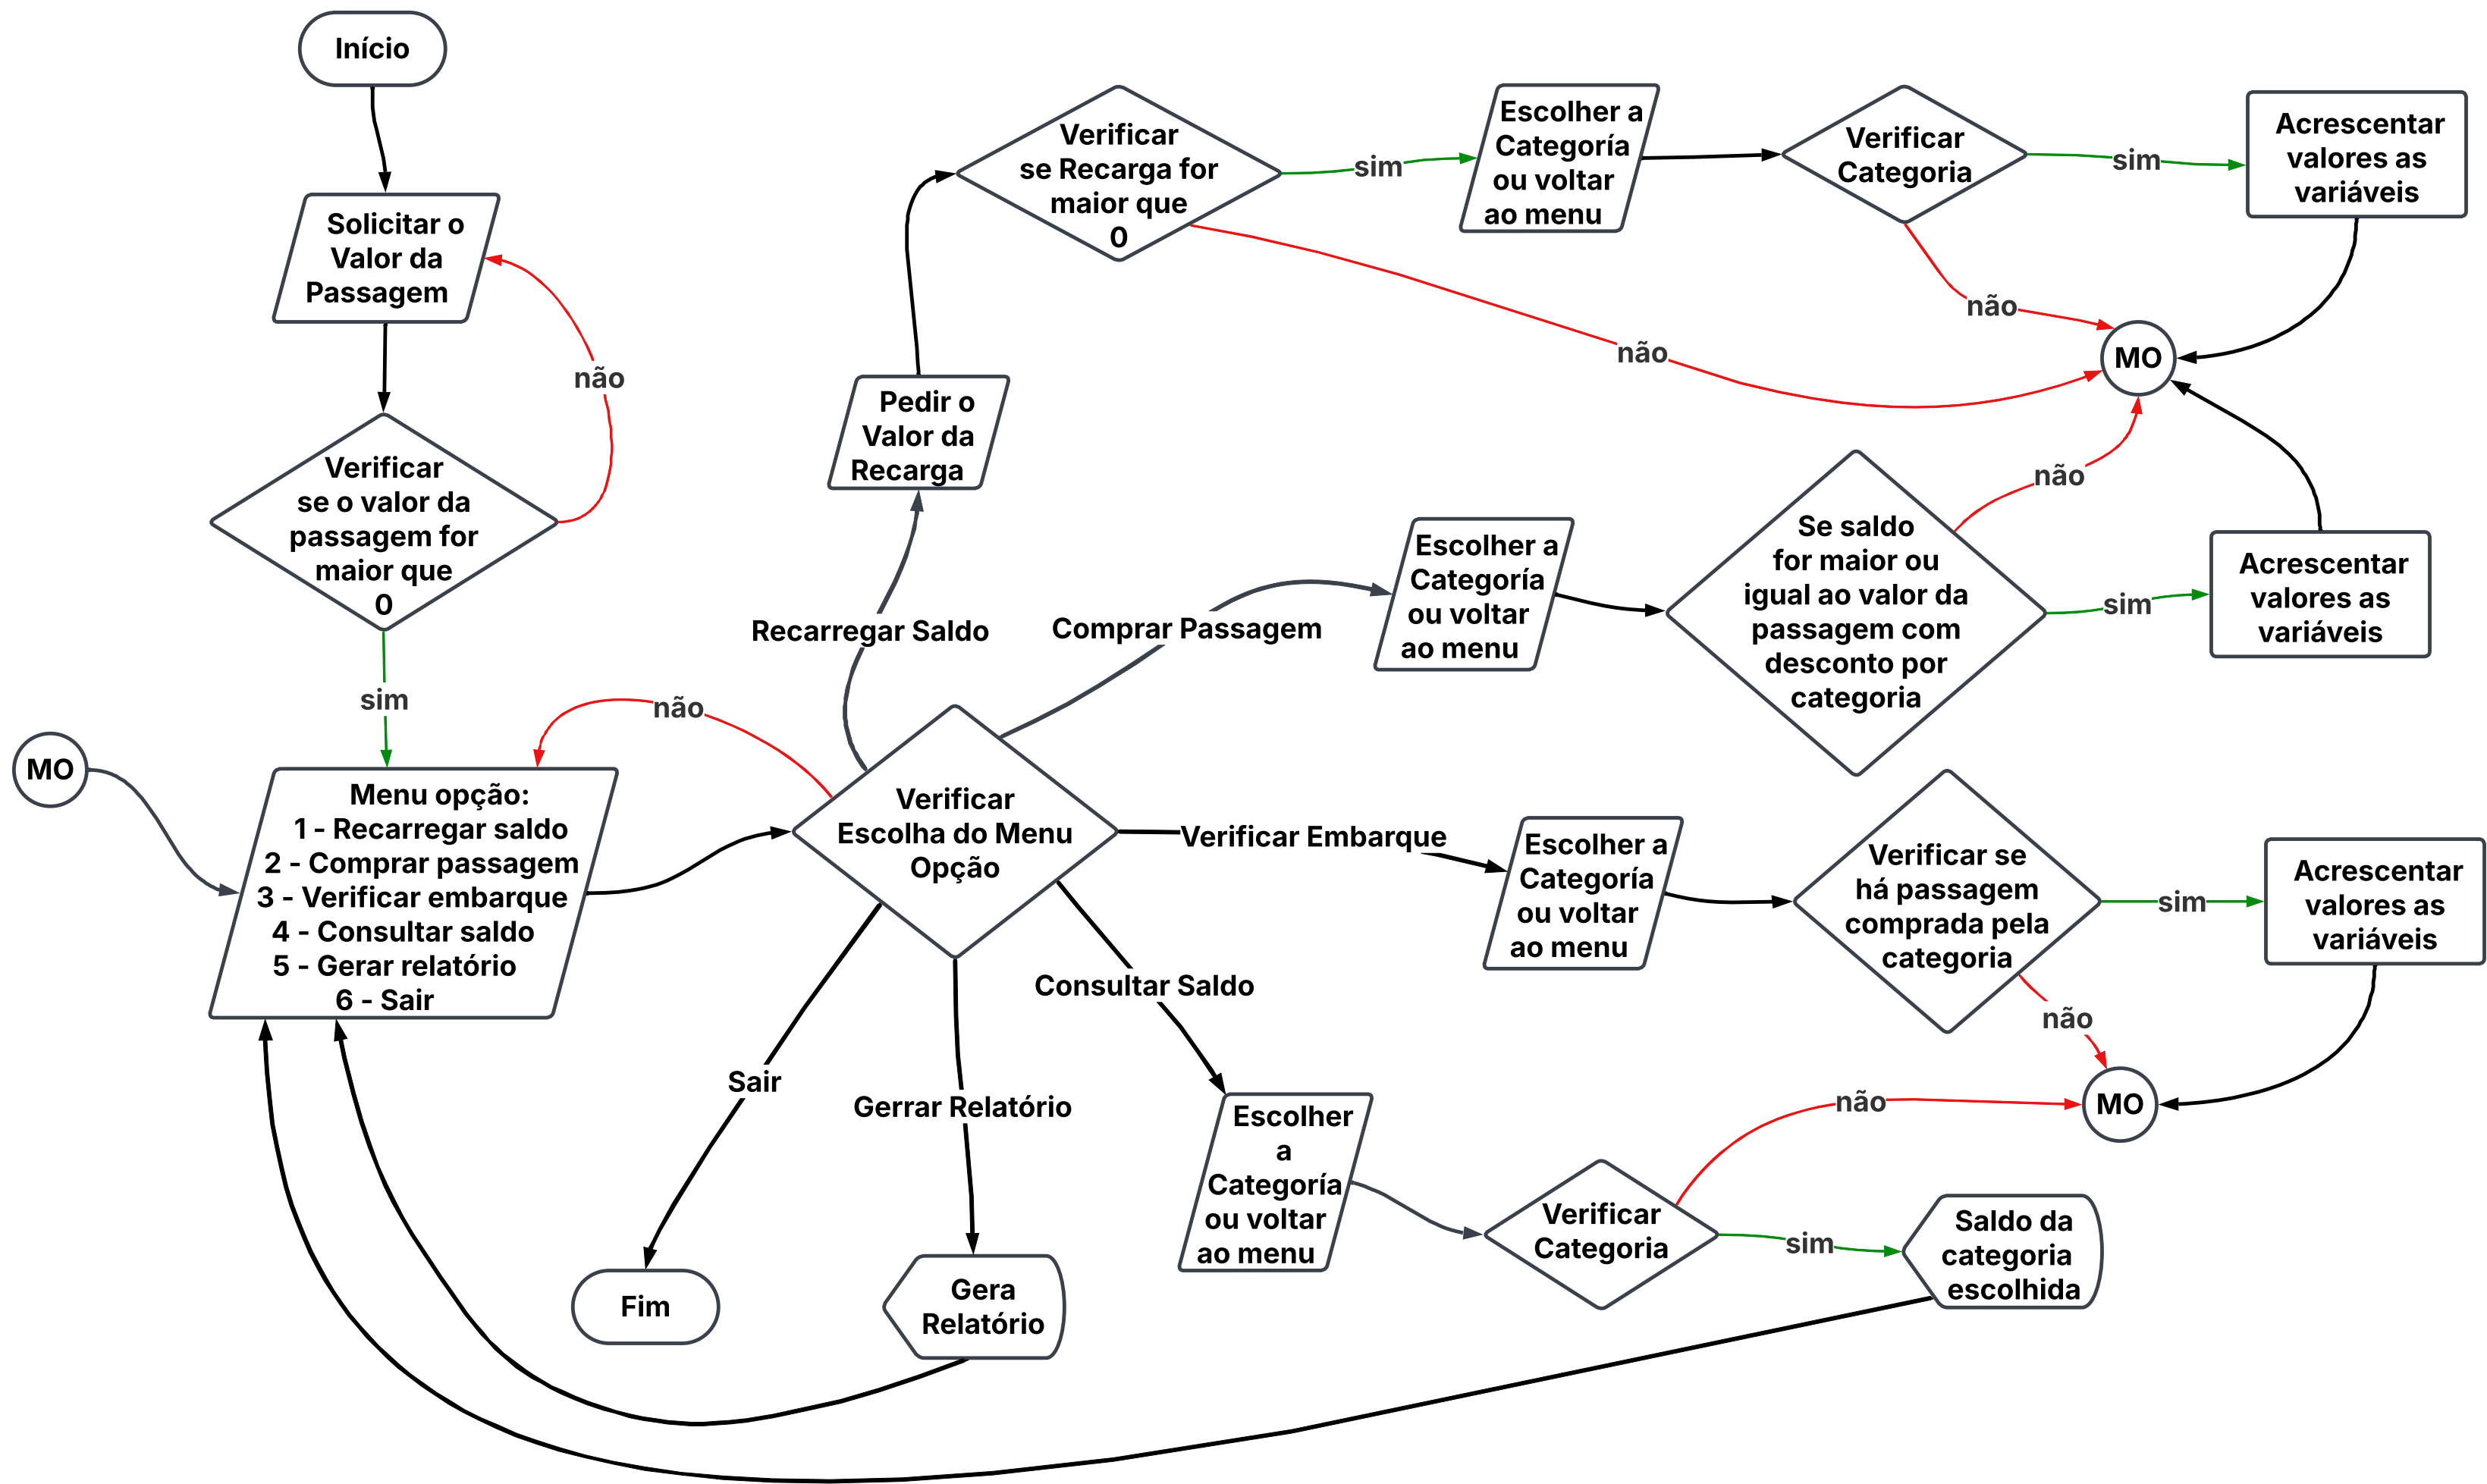 Início
Solicitar o
Valor da
Passagem
não
Verificar
se o valor da
passagem for
maior que
0
sim
MO
Menu opção:
1 - Recarregar saldo
2 - Comprar passagem
3 - Verificar embarque
4 - Consultar saldo
5 - Gerar relatório
6 - Sair
não
Verificar
Escolha do Menu
Opção
Recarregar Saldo
Pedir o
Valor da
Recarga
Verificar
se Recarga for
maior que
0
sim
não
Escolher a
Categoría
ou voltar
ao menu
Verificar
Categoria
sim
não
Acrescentar
valores as
variáveis
MO
Comprar Passagem
Escolher a
Categoría
ou voltar
ao menu
Se saldo
for maior ou
igual ao valor da
passagem com
desconto por
categoria
não
sim
Acrescentar
valores as
variáveis
Verificar Embarque
Escolher a
Categoría
ou voltar
ao menu
Verificar se
há passagem
comprada pela
categoria
sim
não
Acrescentar
valores as
variáveis
MO
Consultar Saldo
Escolher
a
Categoría
ou voltar
ao menu
Verificar
Categoria
não
sim
Saldo da
categoria
escolhida
Gerrar Relatório
Gera
Relatório
Sair
Fim